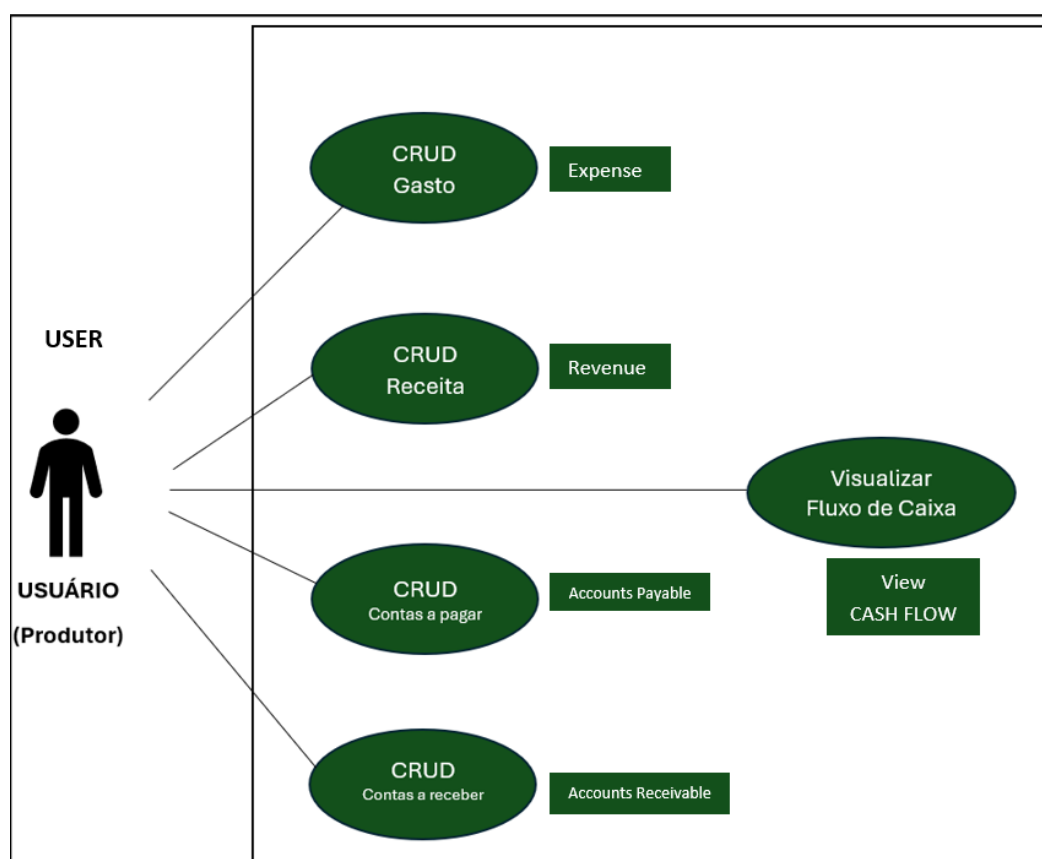 CRUD
Gasto
Expense
USER
CRUD
Receita
Revenue
Visualizar
Fluxo de Caixa
View
CASH FLOW
USUÁRIO
(Produtor)
CRUD
Contas a pagar
Accounts Payable
CRUD
Contas a receber
Accounts Receivable